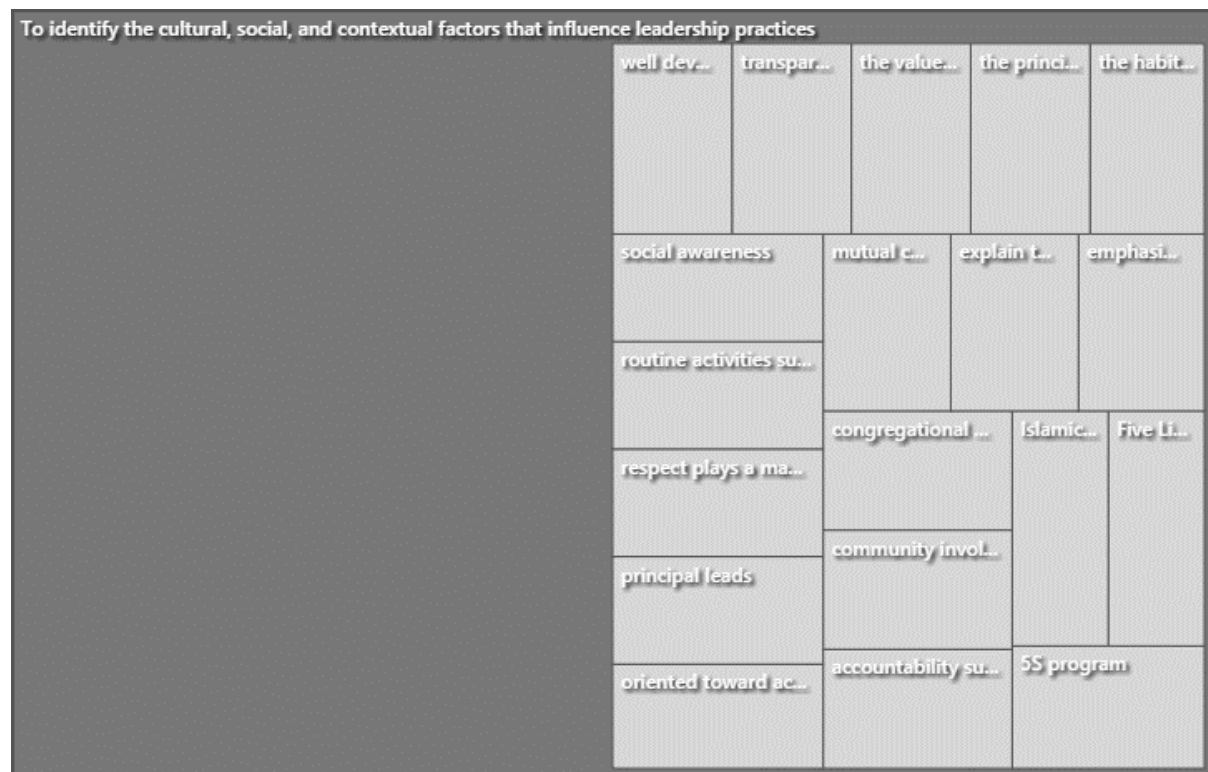 To identify the cultural, social, and contextual factors that influence leadership practices
well dev...
transpar...
the value...
the princi...
the habit...
social awareness
mutual c...
explain t...
emphasi...
routine activities su...
respect plays a ma...
principal leads
oriented toward ac...
congregational ...
Islamic...
Five Li...
community invol...
accountability su...
5S program